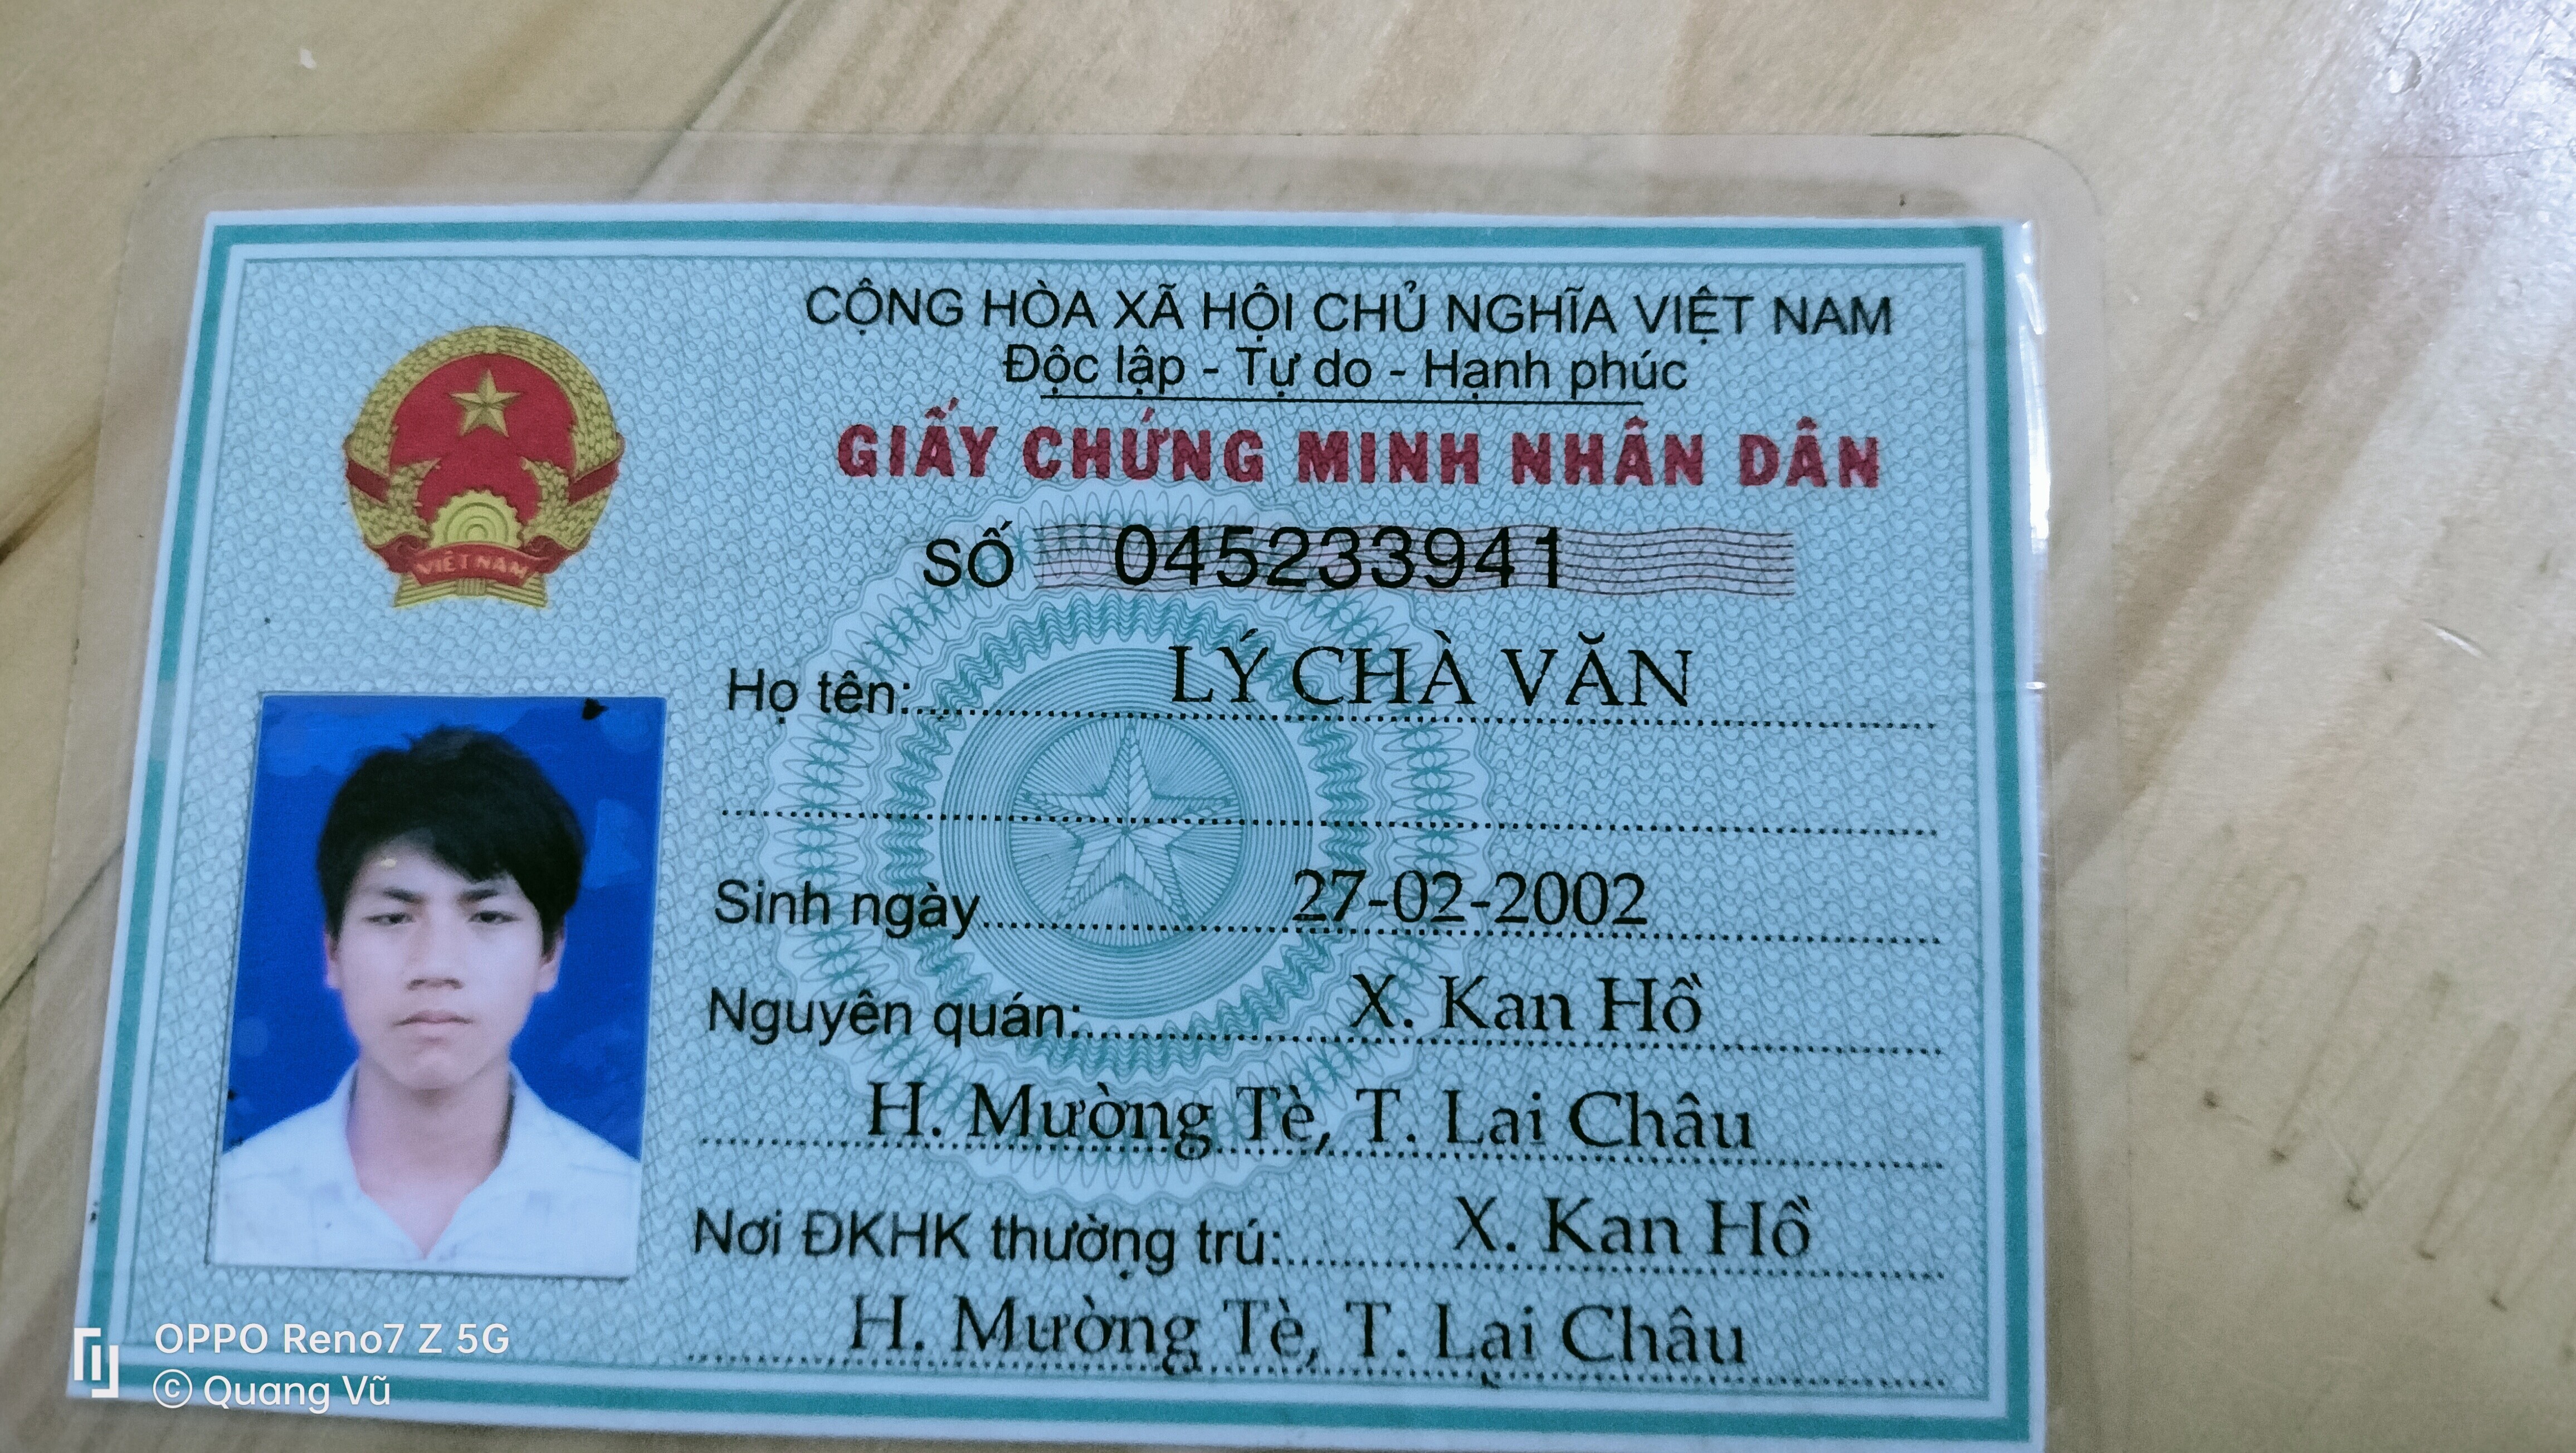 CỘNG HÒA XÃ HỘI CHỦ NGHĨA VIỆT NAM
Độc lập - Tự do - Hạnh phúc
GIẤY CHỨNG MINH NHÂN DÂN
SỐ 045233941
VIỆT NAM
Họ tên: LÝ CHÀ VĂN
Sinh ngày 27-02-2002
Nguyên quán: X. Kan Hồ
H. Mường Tè, T. Lai Châu
Nơi ĐKHK thường trú: X. Kan Hồ
H. Mường Tè, T. Lai Châu
OPPO Reno7 Z 5G
© Quang Vũ